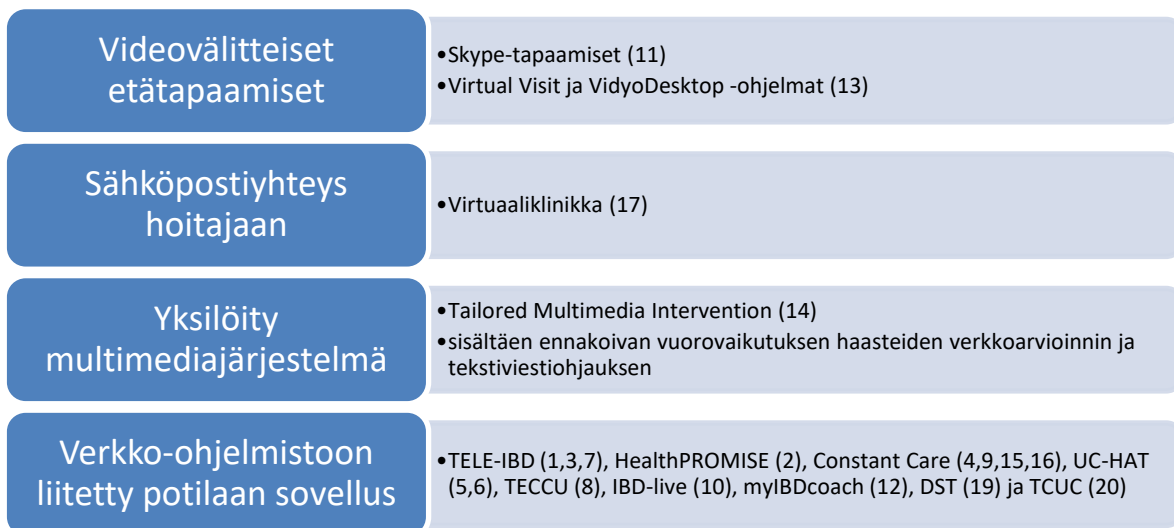 Videovälitteiset
etätapaamiset
•Skype-tapaamiset (11)
•Virtual Visit ja VidyoDesktop -ohjelmat (13)
Sähköpostiyhteys
hoitajaan
•Virtuaaliklinikka (17)
Yksilöity
multimediajärjestelmä
•Tailored Multimedia Intervention (14)
•sisältäen ennakoivan vuorovaikutuksen haasteiden verkkoarvioinnin ja
tekstiviestiohjauksen
Verkko-ohjelmistoon
liitetty potilaan sovellus
•TELE-IBD (1,3,7), HealthPROMISE (2), Constant Care (4,9,15,16), UC-HAT
(5,6), TECCU (8), IBD-live (10), myIBDcoach (12), DST (19) ja TCUC (20)